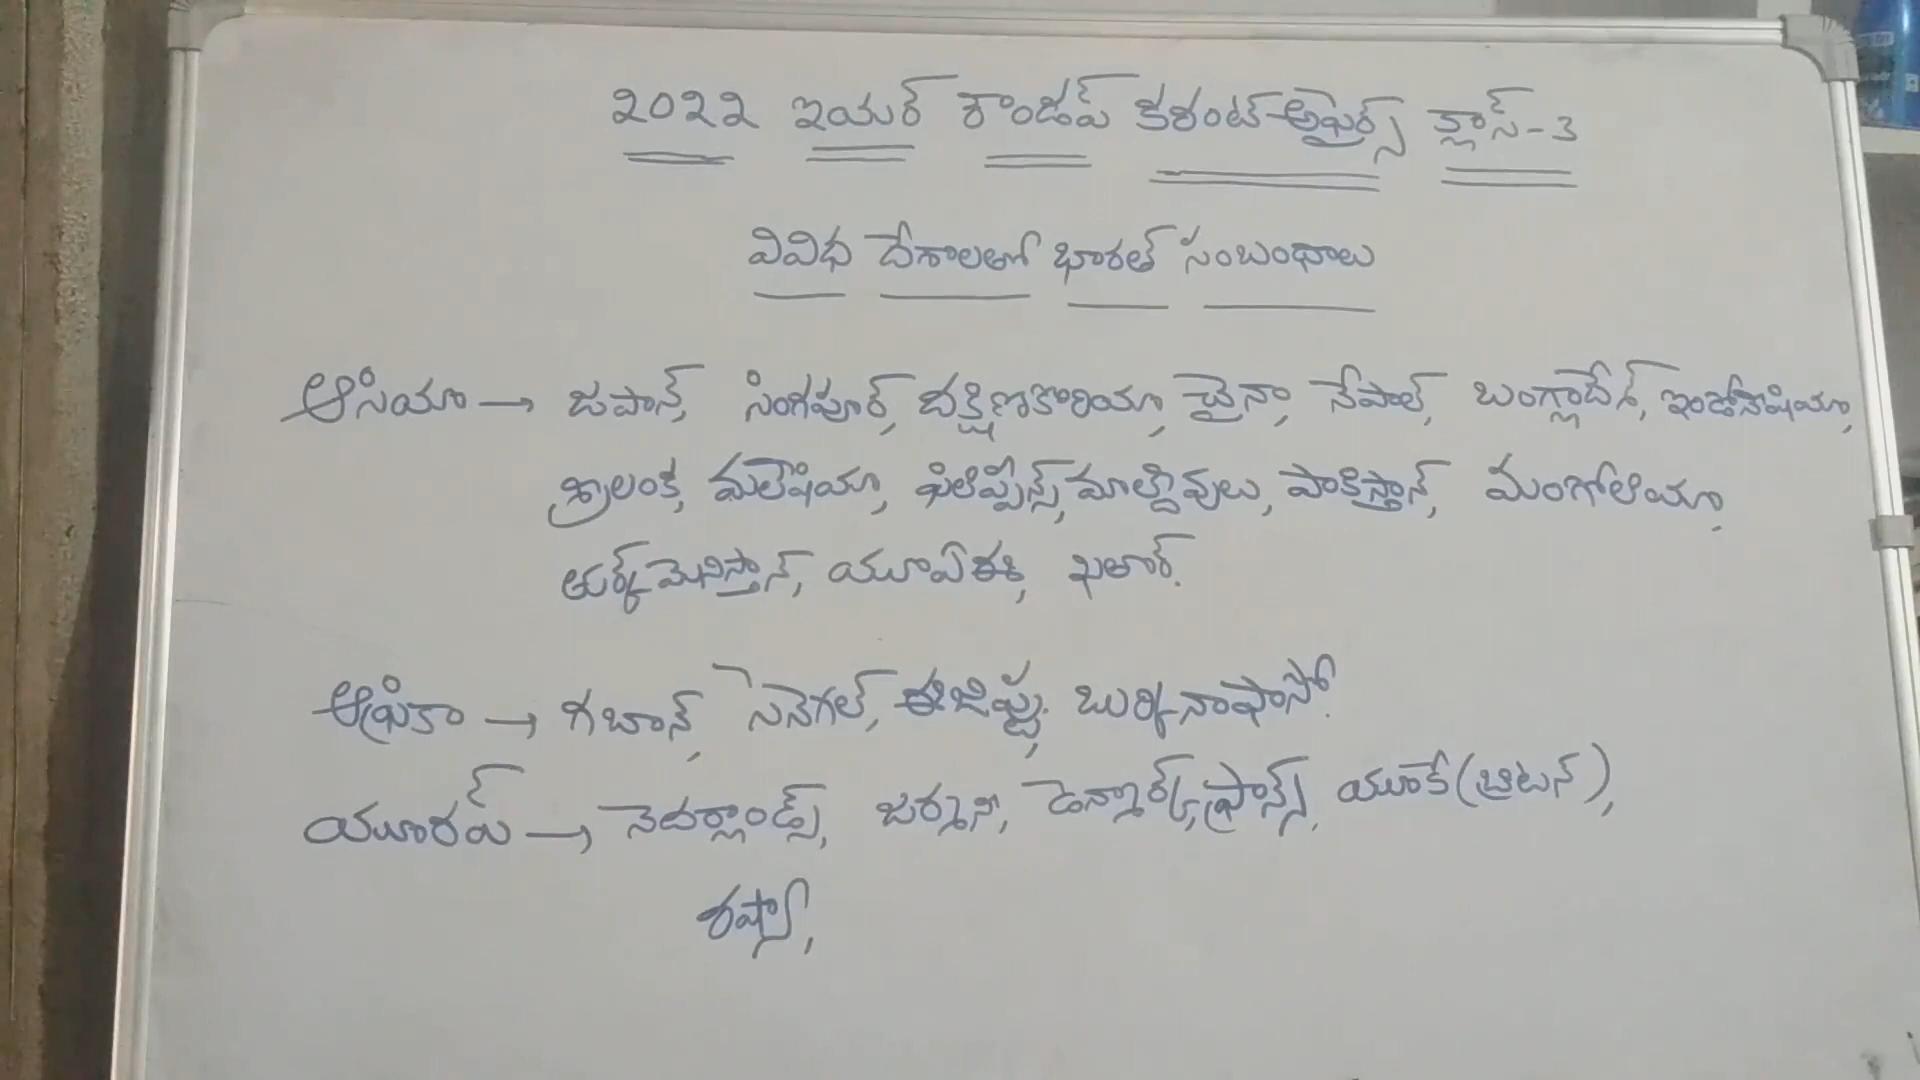 2022 ఇయర్ రౌండప్ కరంట్ అఫైర్స్ క్లాస్-3
వివిధ దేశాలతో భారత్ సంబంధాలు
ఆసియా → జపాన్, సింగపూర్, దక్షిణకొరియా, చైనా, నేపాల్, బంగ్లాదేశ్, ఇండోనేషియా,
శ్రీలంక, మలేషియా, ఫిలిప్పీన్స్, మాల్దీవులు, పాకిస్తాన్, మంగోలియా,
తుర్క్ మెనిస్తాన్, యూఏఈ, ఖతార్.
ఆఫ్రికా → గబాన్, సెనెగల్, ఈజిప్టు, బుర్కినాఫాసో.
యూరప్ → నెదర్లాండ్స్, జర్మనీ, డెన్మార్క్, ఫ్రాన్స్, యూకే (బ్రిటన్),
రష్యా,